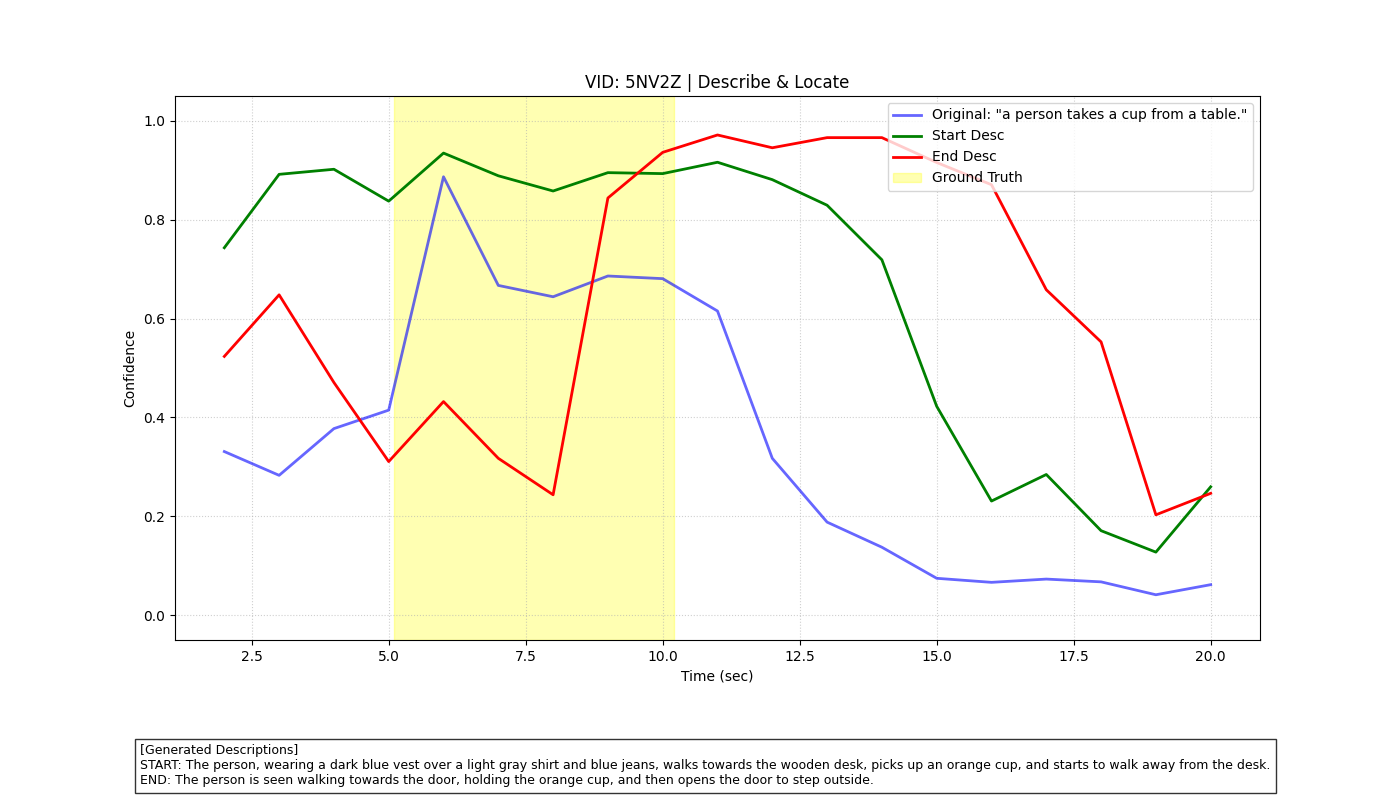 VID: 5NV2Z | Describe & Locate
1.0
0.8
0.6
0.4
0.2
0.0
Confidence
Original: "a person takes a cup from a table."
Start Desc
End Desc
Ground Truth
2.5
5.0
7.5
10.0
12.5
15.0
17.5
20.0
Time (sec)
[Generated Descriptions]
START: The person, wearing a dark blue vest over a light gray shirt and blue jeans, walks towards the wooden desk, picks up an orange cup, and starts to walk away from the desk.
END: The person is seen walking towards the door, holding the orange cup, and then opens the door to step outside.